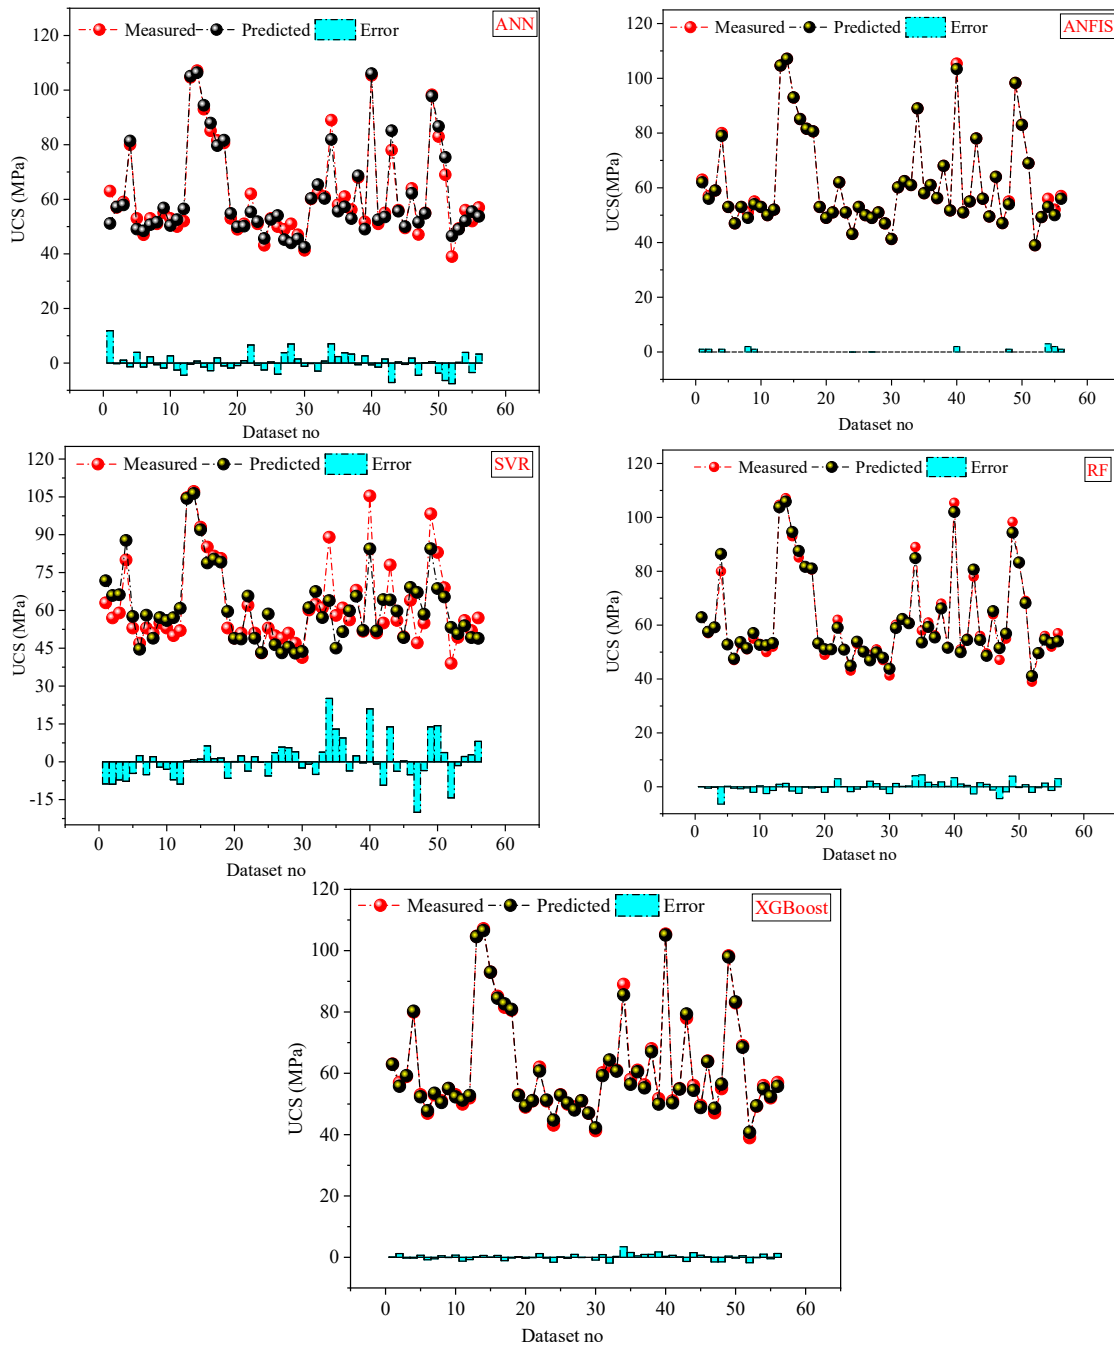 Measured Predicted Error ANN
120
100
80
60
40
20
0
UCS (MPa)
0 10 20 30 40 50 60
Dataset no
Measured Predicted Error ANFIS
120
100
80
60
40
20
0
UCS(MPa)
0 10 20 30 40 50 60
Dataset no
Measured Predicted Error SVR
120
105
90
75
60
45
30
15
0
-15
UCS (MPa)
0 10 20 30 40 50 60
Dataset no
Measured Predicted Error RF
120
100
80
60
40
20
0
UCS (MPa)
0 10 20 30 40 50 60
Dataset no
Measured Predicted Error XGBoost
120
100
80
60
40
20
0
UCS (MPa)
0 10 20 30 40 50 60
Dataset no